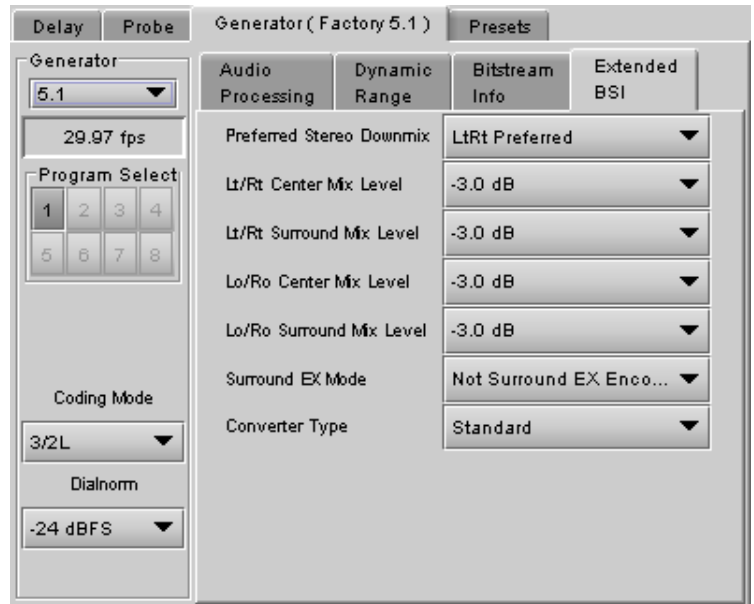 Delay Probe Generator ( Factory 5.1 ) Presets
Generator
5.1
29.97 fps
Program Select
1 2 3 4
5 6 7 8
Coding Mode
3/2L
Dialnorm
-24 dBFS
Audio Processing
Dynamic Range
Bitstream Info
Extended BSI
Preferred Stereo Downmix LtRt Preferred
Lt/Rt Center Mix Level -3.0 dB
Lt/Rt Surround Mix Level -3.0 dB
Lo/Ro Center Mix Level -3.0 dB
Lo/Ro Surround Mix Level -3.0 dB
Surround EX Mode Not Surround EX Enco...
Converter Type Standard